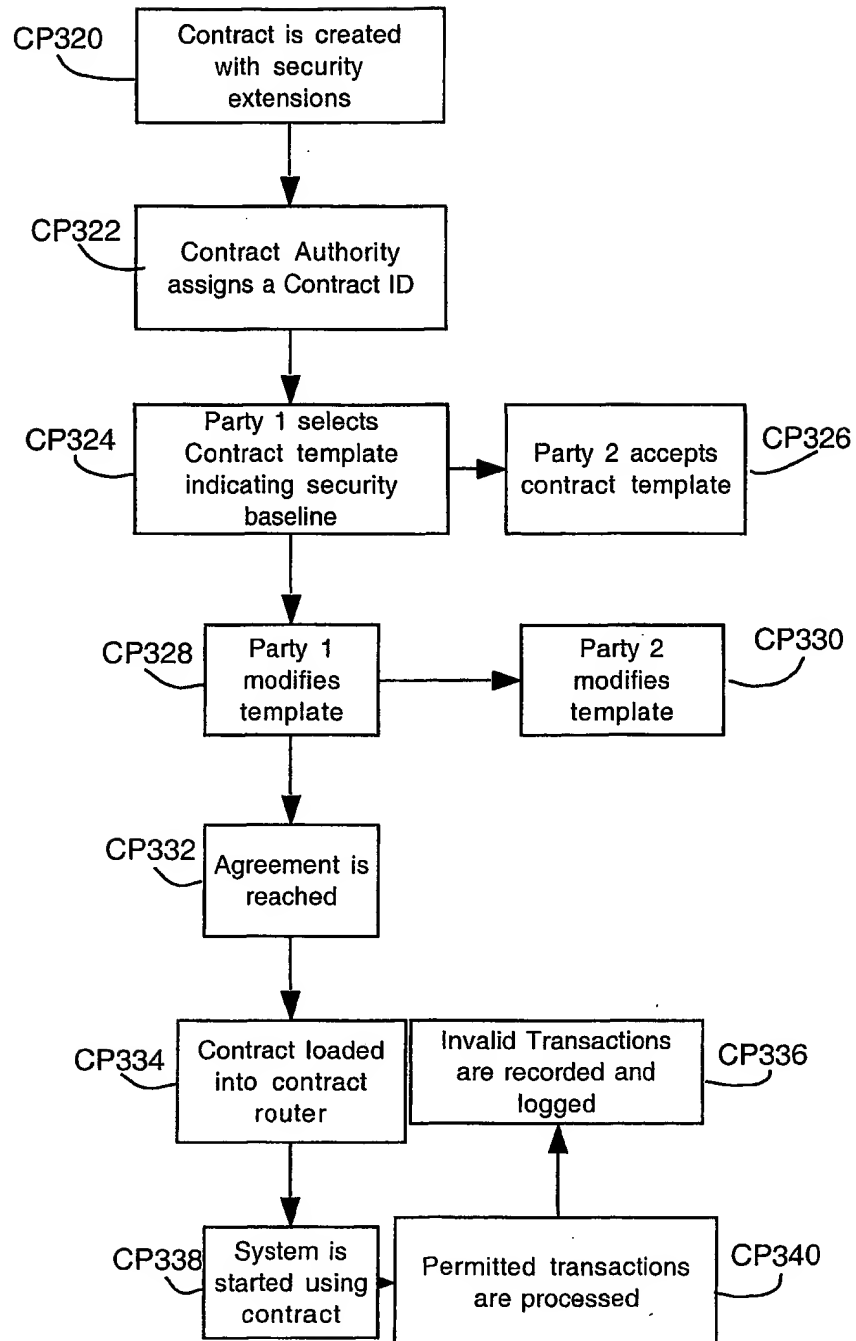 CP320
Contract is created
with security
extensions
CP322
Contract Authority
assigns a Contract ID
CP324
Party 1 selects
Contract template
indicating security
baseline
Party 2 accepts
contract template
CP326
CP328
Party 1
modifies
template
Party 2
modifies
template
CP330
CP332
Agreement is
reached
CP334
Contract loaded
into contract
router
Invalid Transactions
are recorded and
logged
CP336
CP338
System is
started using
contract
Permitted transactions
are processed
CP340